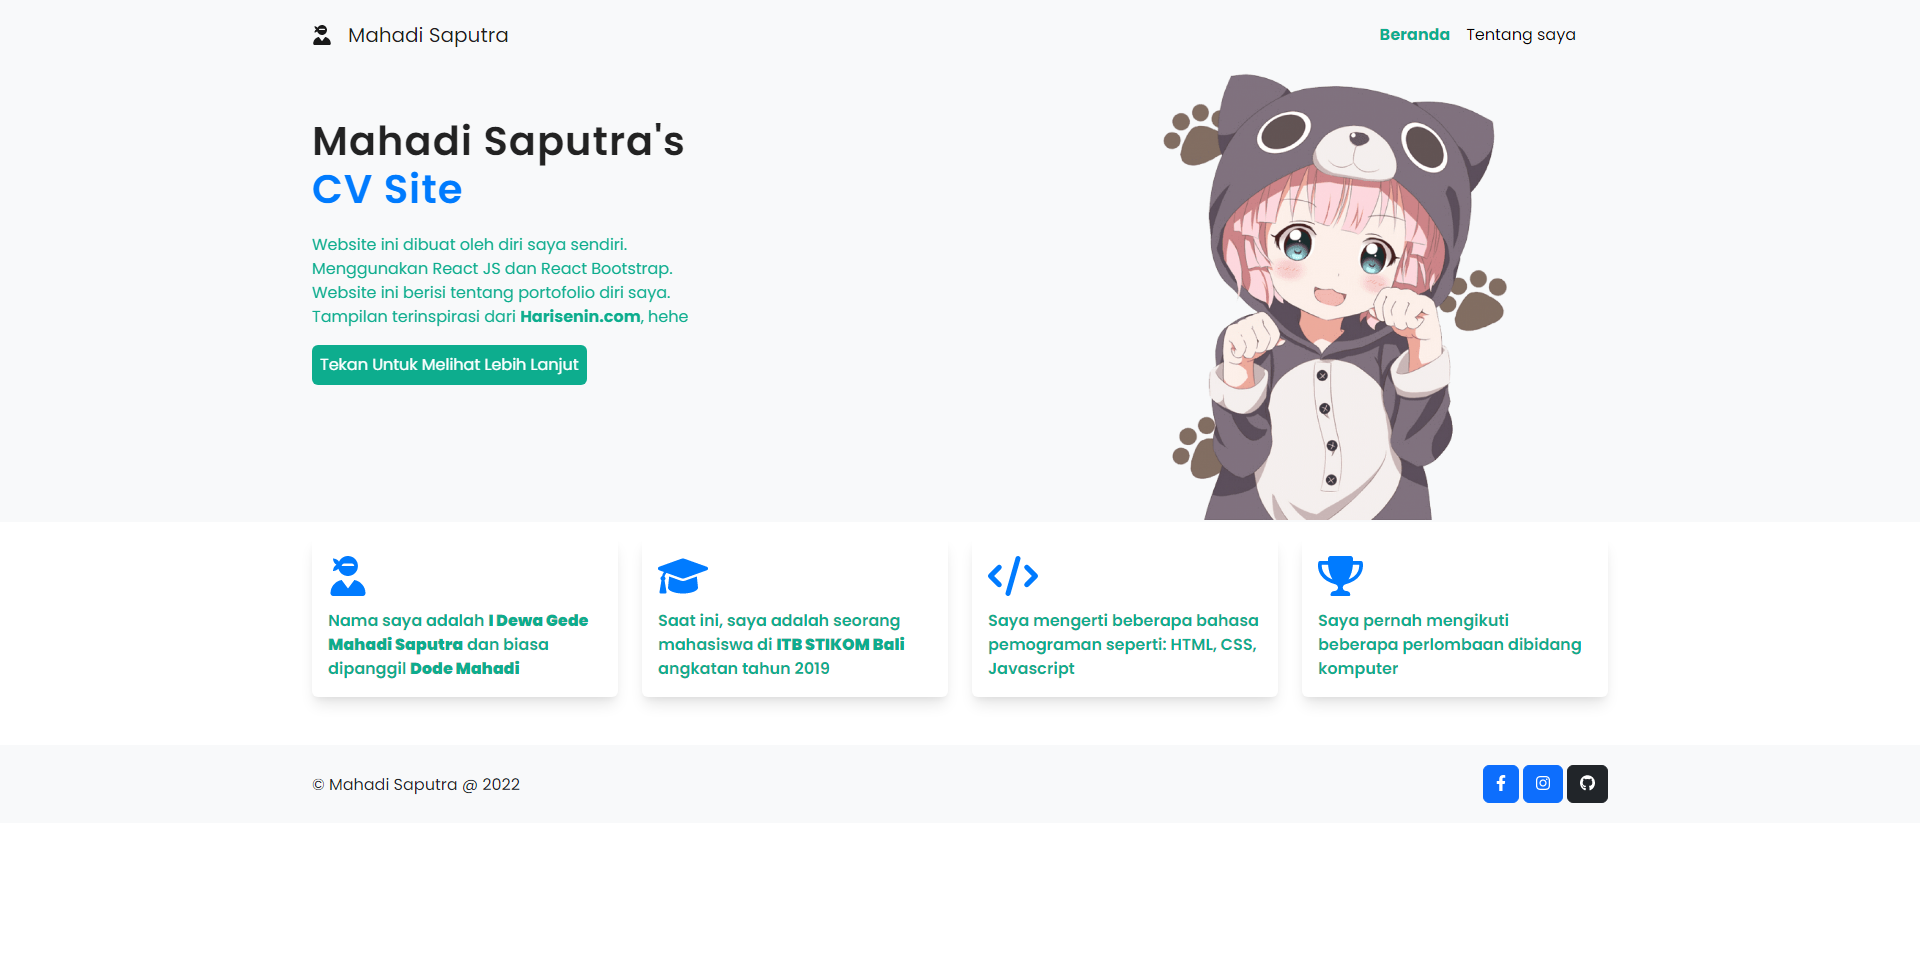 Mahadi Saputra
Beranda
Tentang saya
Mahadi Saputra's
CV Site
Website ini dibuat oleh diri saya sendiri.
Menggunakan React JS dan React Bootstrap.
Website ini berisi tentang portofolio diri saya.
Tampilan terinspirasi dari Harisenin.com, hehe
Tekan Untuk Melihat Lebih Lanjut
Nama saya adalah I Dewa Gede
Mahadi Saputra dan biasa
dipanggil Dode Mahadi
Saat ini, saya adalah seorang
mahasiswa di ITB STIKOM Bali
angkatan tahun 2019
Saya mengerti beberapa bahasa
pemograman seperti: HTML, CSS,
Javascript
Saya pernah mengikuti
beberapa perlombaan dibidang
komputer
© Mahadi Saputra @ 2022